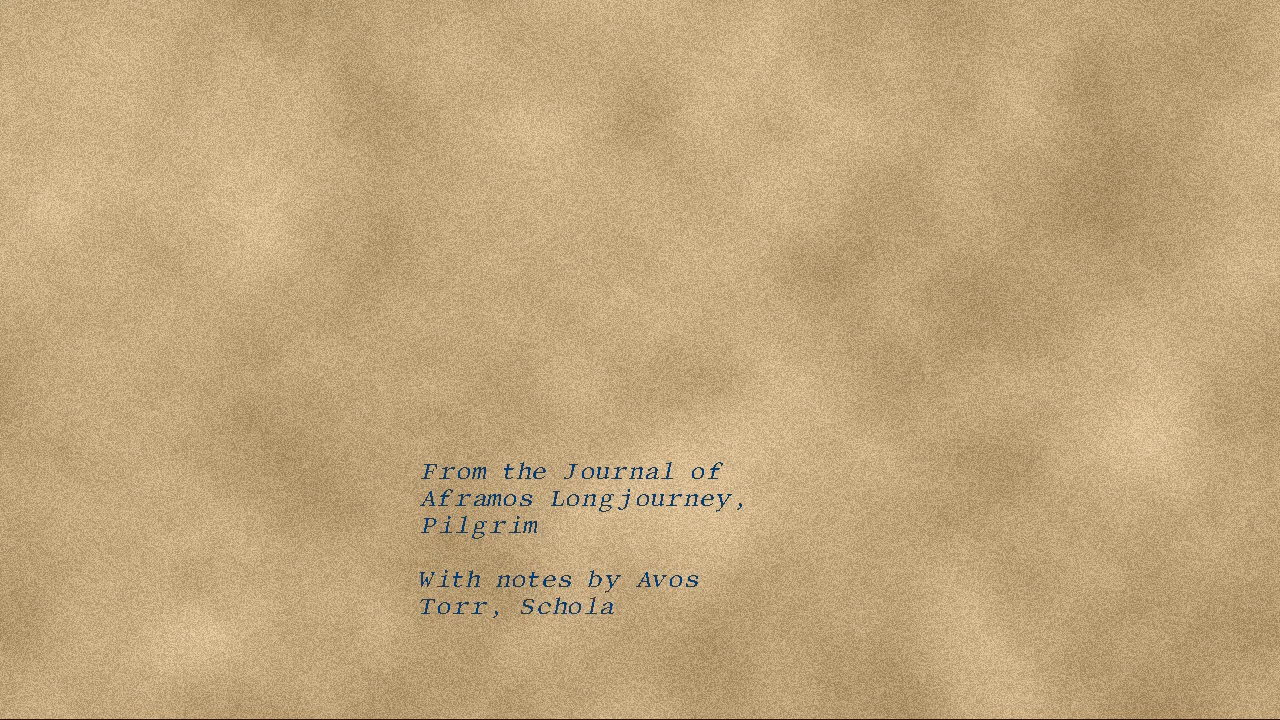 From the Journal of
Aframos Longjourney,
Pilgrim
With notes by Avos
Torr, Schola